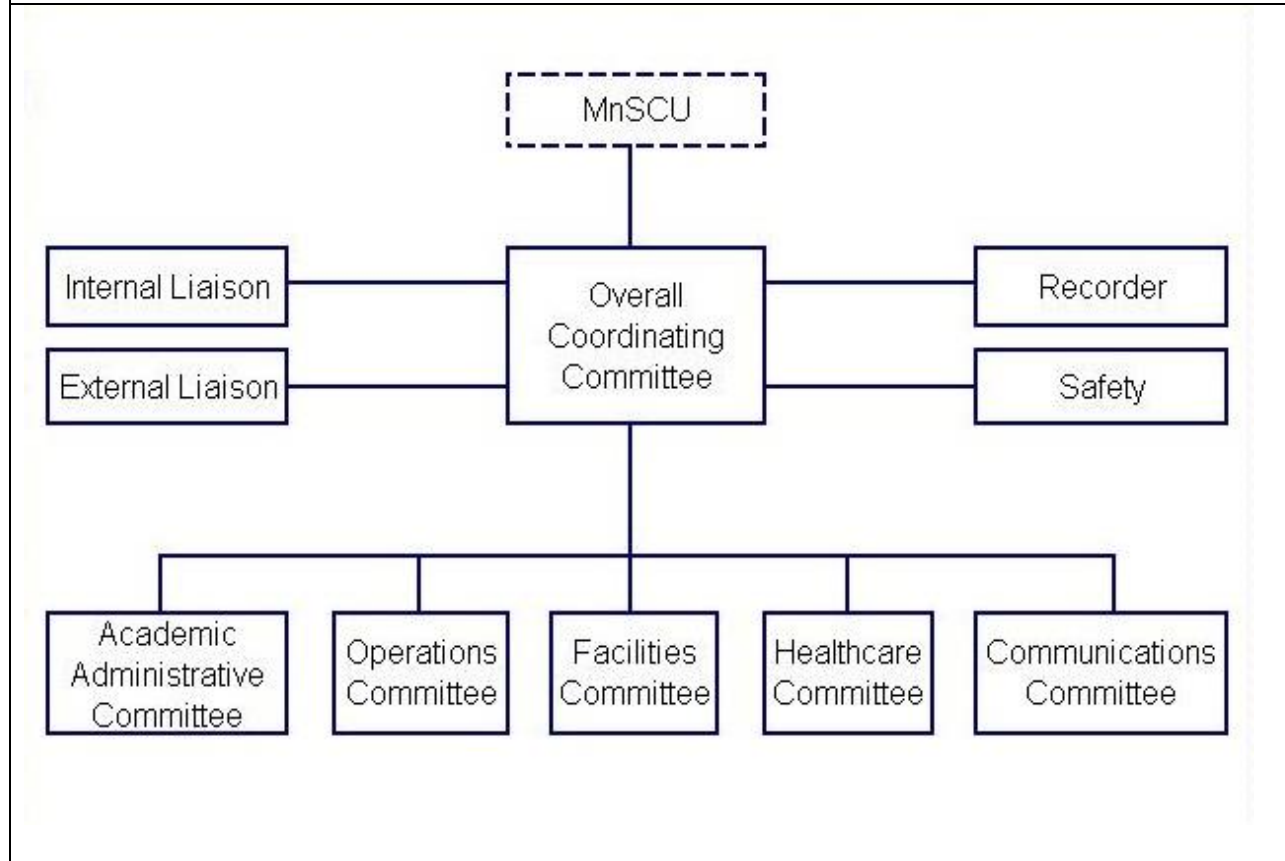 MnSCU
Internal Liaison
External Liaison
Overall
Coordinating
Committee
Recorder
Safety
Academic
Administrative
Committee
Operations
Committee
Facilities
Committee
Healthcare
Committee
Communications
Committee